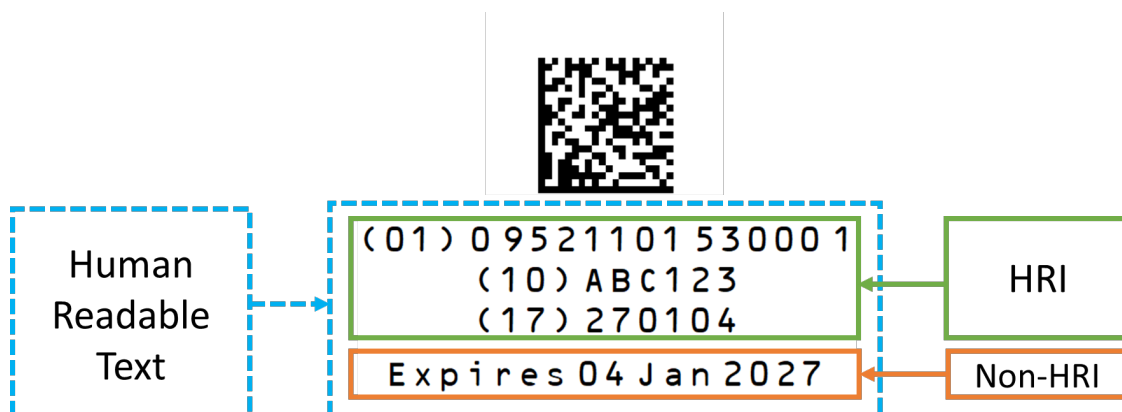 Human
Readable
Text
(01)09521101530001
(10)ABC123
(17)270104
Expires 04 Jan 2027
HRI
Non-HRI